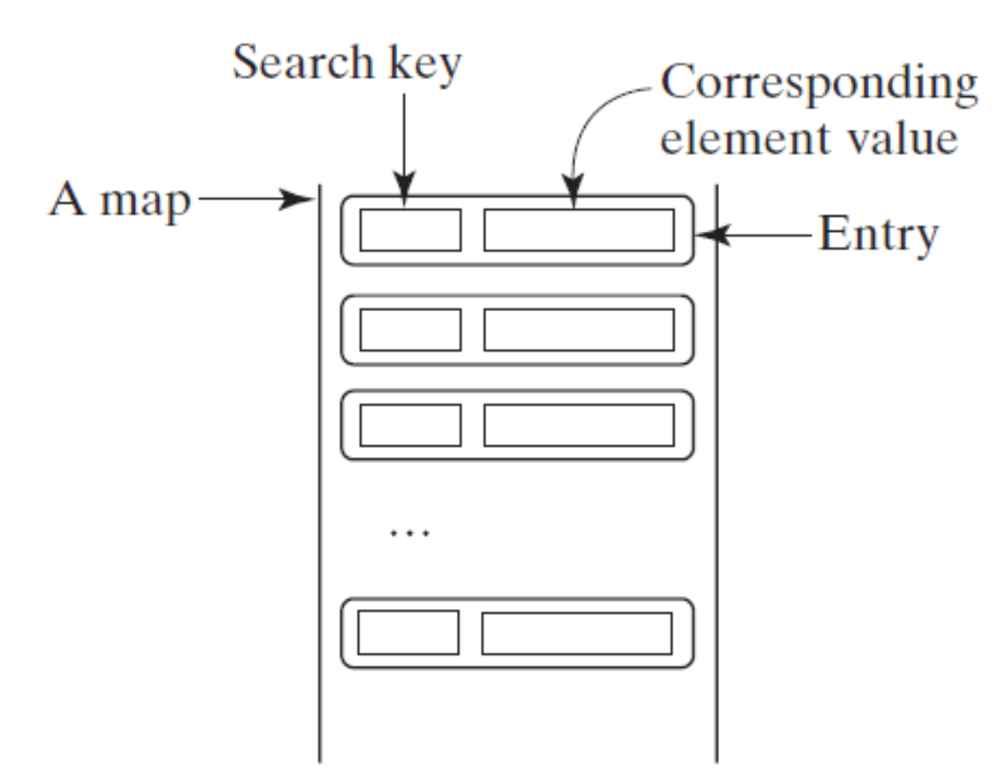 Search key
Corresponding
element value
A map
Entry
...